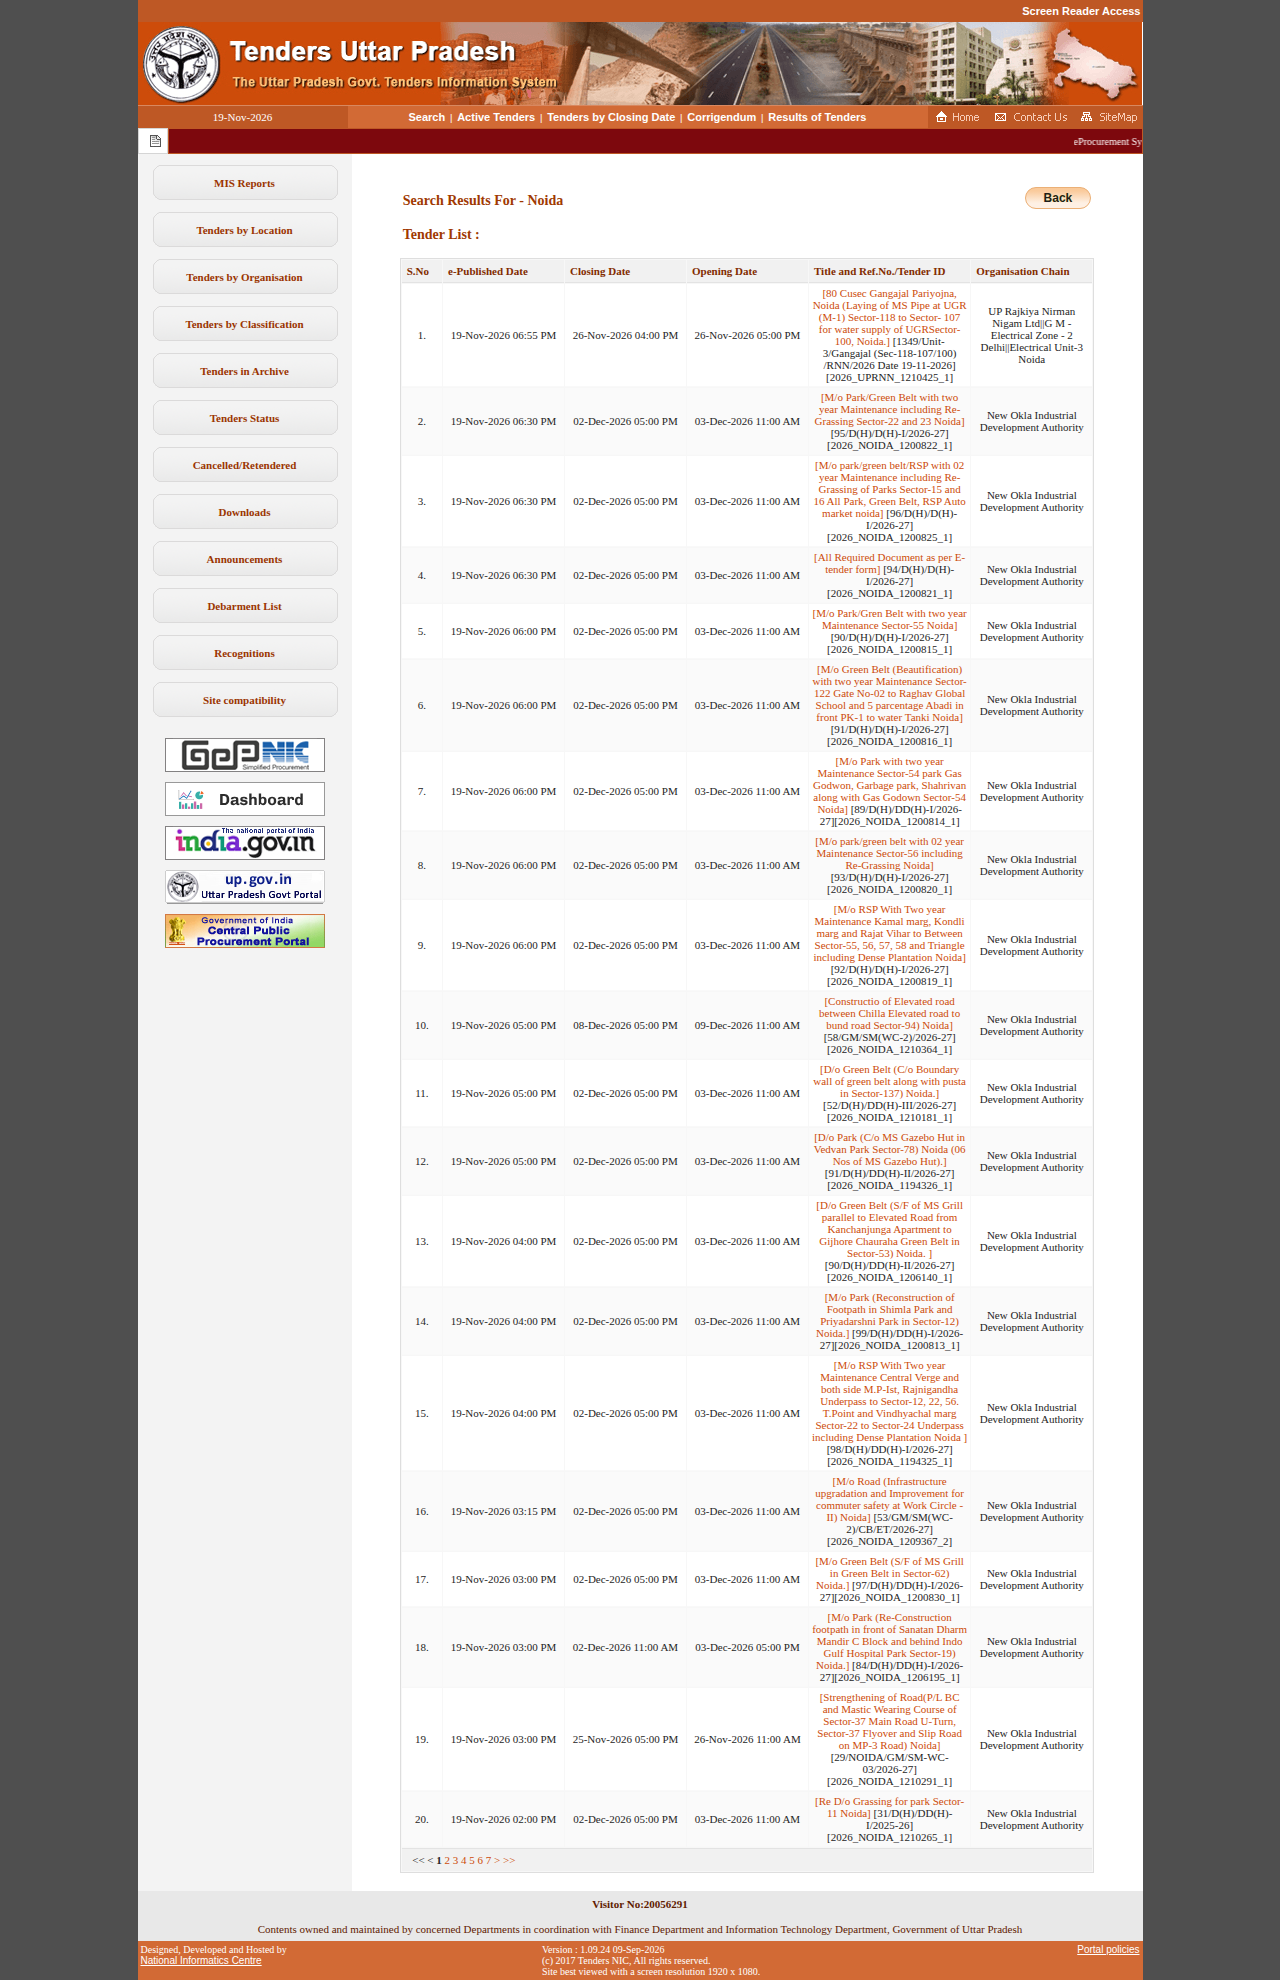 Screen Reader Access
Tenders Uttar Pradesh
The Uttar Pradesh Govt. Tenders Information System
19-Nov-2026
Search | Active Tenders | Tenders by Closing Date | Corrigendum | Results of Tenders
Home Contact Us SiteMap
eProcurement Sy
MIS Reports
Tenders by Location
Tenders by Organisation
Tenders by Classification
Tenders in Archive
Tenders Status
Cancelled/Retendered
Downloads
Announcements
Debarment List
Recognitions
Site compatibility
GePNIC
Simplified Procurement
Dashboard
The national portal of India
india.gov.in
up.gov.in
Uttar Pradesh Govt Portal
Government of India
Central Public
Procurement Portal
Search Results For - Noida
Back
Tender List :
S.No e-Published Date Closing Date Opening Date Title and Ref.No./Tender ID Organisation Chain
1. 19-Nov-2026 06:55 PM 26-Nov-2026 04:00 PM 26-Nov-2026 05:00 PM
[80 Cusec Gangajal Pariyojna,
Noida (Laying of MS Pipe at UGR
(M-1) Sector-118 to Sector- 107
for water supply of UGRSector-
100, Noida.] [1349/Unit-
3/Gangajal (Sec-118-107/100)
/RNN/2026 Date 19-11-2026]
[2026_UPRNN_1210425_1]
UP Rajkiya Nirman
Nigam Ltd||G M -
Electrical Zone - 2
Delhi||Electrical Unit-3
Noida
2. 19-Nov-2026 06:30 PM 02-Dec-2026 05:00 PM 03-Dec-2026 11:00 AM
[M/o Park/Green Belt with two
year Maintenance including Re-
Grassing Sector-22 and 23 Noida]
[95/D(H)/D(H)-I/2026-27]
[2026_NOIDA_1200822_1]
New Okla Industrial
Development Authority
3. 19-Nov-2026 06:30 PM 02-Dec-2026 05:00 PM 03-Dec-2026 11:00 AM
[M/o park/green belt/RSP with 02
year Maintenance including Re-
Grassing of Parks Sector-15 and
16 All Park, Green Belt, RSP Auto
market noida] [96/D(H)/D(H)-
I/2026-27]
[2026_NOIDA_1200825_1]
New Okla Industrial
Development Authority
4. 19-Nov-2026 06:30 PM 02-Dec-2026 05:00 PM 03-Dec-2026 11:00 AM
[All Required Document as per E-
tender form] [94/D(H)/D(H)-
I/2026-27]
[2026_NOIDA_1200821_1]
New Okla Industrial
Development Authority
5. 19-Nov-2026 06:00 PM 02-Dec-2026 05:00 PM 03-Dec-2026 11:00 AM
[M/o Park/Gren Belt with two year
Maintenance Sector-55 Noida]
[90/D(H)/D(H)-I/2026-27]
[2026_NOIDA_1200815_1]
New Okla Industrial
Development Authority
6. 19-Nov-2026 06:00 PM 02-Dec-2026 05:00 PM 03-Dec-2026 11:00 AM
[M/o Green Belt (Beautification)
with two year Maintenance Sector-
122 Gate No-02 to Raghav Global
School and 5 parcentage Abadi in
front PK-1 to water Tanki Noida]
[91/D(H)/D(H)-I/2026-27]
[2026_NOIDA_1200816_1]
New Okla Industrial
Development Authority
7. 19-Nov-2026 06:00 PM 02-Dec-2026 05:00 PM 03-Dec-2026 11:00 AM
[M/o Park with two year
Maintenance Sector-54 park Gas
Godwon, Garbage park, Shahrivan
along with Gas Godown Sector-54
Noida] [89/D(H)/DD(H)-I/2026-
27][2026_NOIDA_1200814_1]
New Okla Industrial
Development Authority
8. 19-Nov-2026 06:00 PM 02-Dec-2026 05:00 PM 03-Dec-2026 11:00 AM
[M/o park/green belt with 02 year
Maintenance Sector-56 including
Re-Grassing Noida]
[93/D(H)/D(H)-I/2026-27]
[2026_NOIDA_1200820_1]
New Okla Industrial
Development Authority
9. 19-Nov-2026 06:00 PM 02-Dec-2026 05:00 PM 03-Dec-2026 11:00 AM
[M/o RSP With Two year
Maintenance Kamal marg, Kondli
marg and Rajat Vihar to Between
Sector-55, 56, 57, 58 and Triangle
including Dense Plantation Noida]
[92/D(H)/D(H)-I/2026-27]
[2026_NOIDA_1200819_1]
New Okla Industrial
Development Authority
10. 19-Nov-2026 05:00 PM 08-Dec-2026 05:00 PM 09-Dec-2026 11:00 AM
[Constructio of Elevated road
between Chilla Elevated road to
bund road Sector-94) Noida]
[58/GM/SM(WC-2)/2026-27]
[2026_NOIDA_1210364_1]
New Okla Industrial
Development Authority
11. 19-Nov-2026 05:00 PM 02-Dec-2026 05:00 PM 03-Dec-2026 11:00 AM
[D/o Green Belt (C/o Boundary
wall of green belt along with pusta
in Sector-137) Noida.]
[52/D(H)/DD(H)-III/2026-27]
[2026_NOIDA_1210181_1]
New Okla Industrial
Development Authority
12. 19-Nov-2026 05:00 PM 02-Dec-2026 05:00 PM 03-Dec-2026 11:00 AM
[D/o Park (C/o MS Gazebo Hut in
Vedvan Park Sector-78) Noida (06
Nos of MS Gazebo Hut).]
[91/D(H)/DD(H)-II/2026-27]
[2026_NOIDA_1194326_1]
New Okla Industrial
Development Authority
13. 19-Nov-2026 04:00 PM 02-Dec-2026 05:00 PM 03-Dec-2026 11:00 AM
[D/o Green Belt (S/F of MS Grill
parallel to Elevated Road from
Kanchanjunga Apartment to
Gijhore Chauraha Green Belt in
Sector-53) Noida. ]
[90/D(H)/DD(H)-II/2026-27]
[2026_NOIDA_1206140_1]
New Okla Industrial
Development Authority
14. 19-Nov-2026 04:00 PM 02-Dec-2026 05:00 PM 03-Dec-2026 11:00 AM
[M/o Park (Reconstruction of
Footpath in Shimla Park and
Priyadarshni Park in Sector-12)
Noida.] [99/D(H)/DD(H)-I/2026-
27][2026_NOIDA_1200813_1]
New Okla Industrial
Development Authority
15. 19-Nov-2026 04:00 PM 02-Dec-2026 05:00 PM 03-Dec-2026 11:00 AM
[M/o RSP With Two year
Maintenance Central Verge and
both side M.P-Ist, Rajnigandha
Underpass to Sector-12, 22, 56.
T.Point and Vindhyachal marg
Sector-22 to Sector-24 Underpass
including Dense Plantation Noida ]
[98/D(H)/DD(H)-I/2026-27]
[2026_NOIDA_1194325_1]
New Okla Industrial
Development Authority
16. 19-Nov-2026 03:15 PM 02-Dec-2026 05:00 PM 03-Dec-2026 11:00 AM
[M/o Road (Infrastructure
upgradation and Improvement for
commuter safety at Work Circle -
II) Noida] [53/GM/SM(WC-
2)/CB/ET/2026-27]
[2026_NOIDA_1209367_2]
New Okla Industrial
Development Authority
17. 19-Nov-2026 03:00 PM 02-Dec-2026 05:00 PM 03-Dec-2026 11:00 AM
[M/o Green Belt (S/F of MS Grill
in Green Belt in Sector-62)
Noida.] [97/D(H)/DD(H)-I/2026-
27][2026_NOIDA_1200830_1]
New Okla Industrial
Development Authority
18. 19-Nov-2026 03:00 PM 02-Dec-2026 11:00 AM 03-Dec-2026 05:00 PM
[M/o Park (Re-Construction
footpath in front of Sanatan Dharm
Mandir C Block and behind Indo
Gulf Hospital Park Sector-19)
Noida.] [84/D(H)/DD(H)-I/2026-
27][2026_NOIDA_1206195_1]
New Okla Industrial
Development Authority
19. 19-Nov-2026 03:00 PM 25-Nov-2026 05:00 PM 26-Nov-2026 11:00 AM
[Strengthening of Road(P/L BC
and Mastic Wearing Course of
Sector-37 Main Road U-Turn,
Sector-37 Flyover and Slip Road
on MP-3 Road) Noida]
[29/NOIDA/GM/SM-WC-
03/2026-27]
[2026_NOIDA_1210291_1]
New Okla Industrial
Development Authority
20. 19-Nov-2026 02:00 PM 02-Dec-2026 05:00 PM 03-Dec-2026 11:00 AM
[Re D/o Grassing for park Sector-
11 Noida] [31/D(H)/DD(H)-
I/2025-26]
[2026_NOIDA_1210265_1]
New Okla Industrial
Development Authority
<< < 1 2 3 4 5 6 7 > >>
Visitor No:20056291
Contents owned and maintained by concerned Departments in coordination with Finance Department and Information Technology Department, Government of Uttar Pradesh
Designed, Developed and Hosted by
National Informatics Centre
Version : 1.09.24 09-Sep-2026
(c) 2017 Tenders NIC, All rights reserved.
Site best viewed with a screen resolution 1920 x 1080.
Portal policies